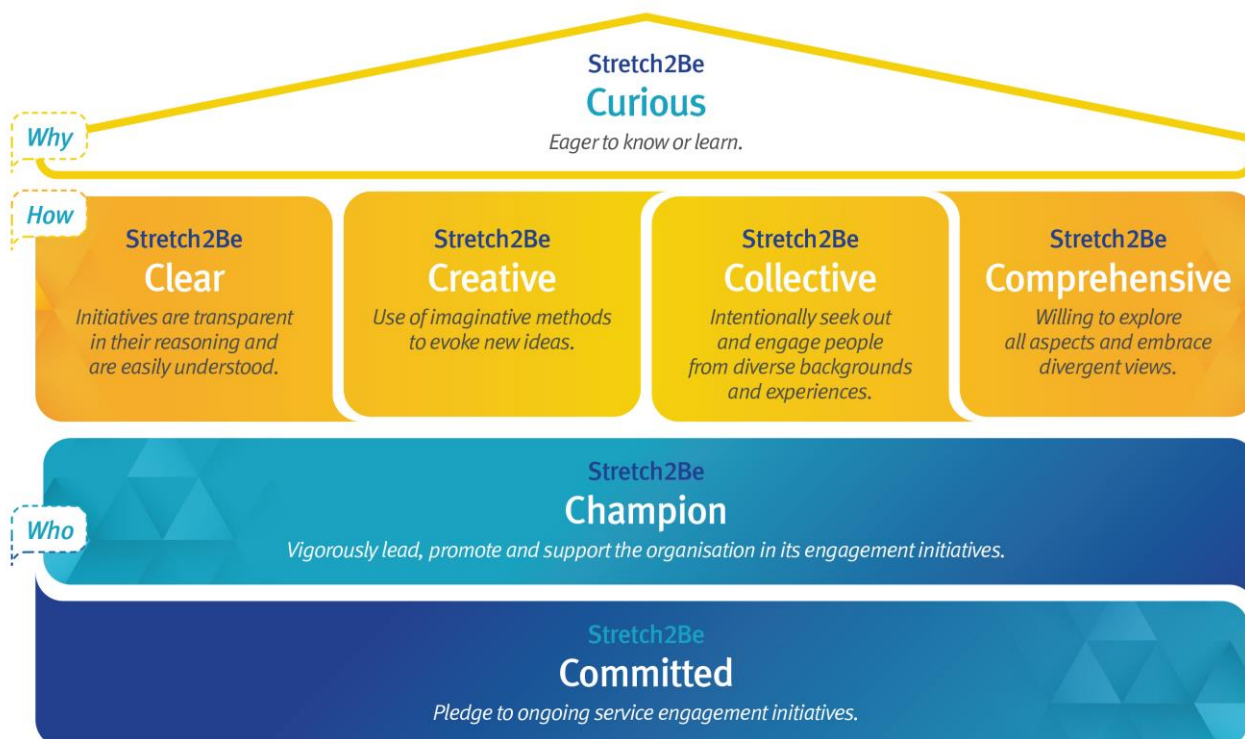 Stretch2Be
Curious
Eager to know or learn.
Why
How
Stretch2Be
Clear
Initiatives are transparent
in their reasoning and
are easily understood.
Stretch2Be
Creative
Use of imaginative methods
to evoke new ideas.
Stretch2Be
Collective
Intentionally seek out
and engage people
from diverse backgrounds
and experiences.
Stretch2Be
Comprehensive
Willing to explore
all aspects and embrace
divergent views.
Who
Stretch2Be
Champion
Vigorously lead, promote and support the organisation in its engagement initiatives.
Stretch2Be
Committed
Pledge to ongoing service engagement initiatives.